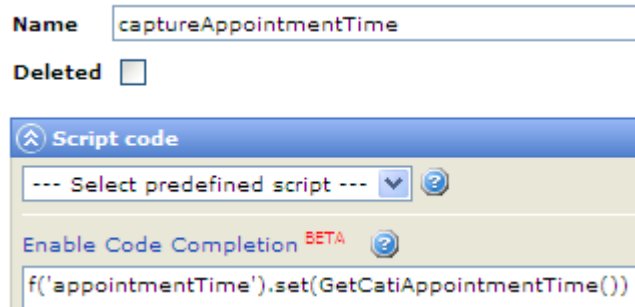 Name captureAppointmentTime
Deleted
Script code
--- Select predefined script ---
Enable Code Completion BETA
f('appointmentTime').set(GetCatiAppointmentTime())